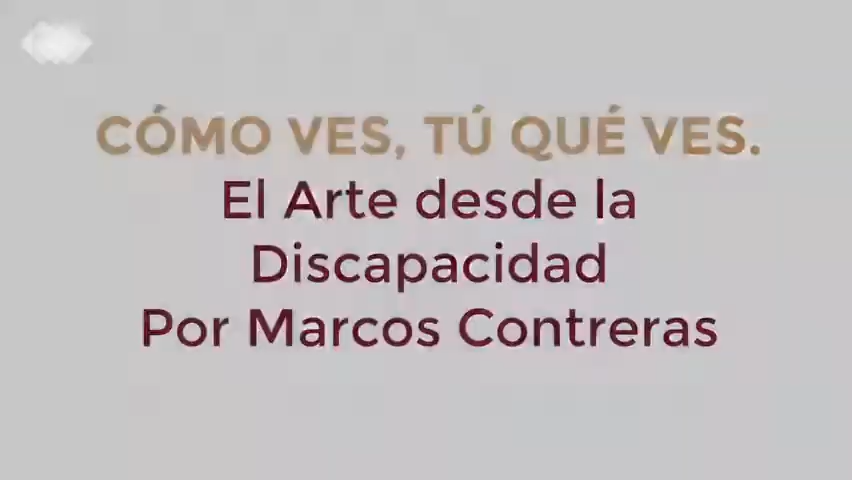 CÓMO VES, TÚ QUÉ VES.
El Arte desde la
Discapacidad
Por Marcos Contreras